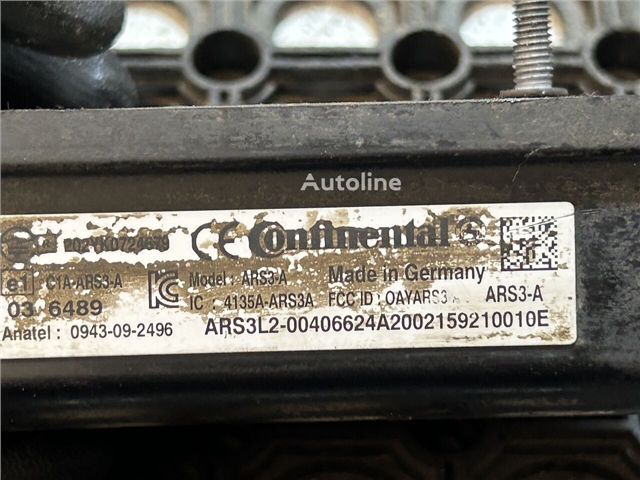 Autoline
CE Continental
e1 C1A-ARS3-A
Model: ARS3-A Made in Germany
03 6489
IC: 4135A-ARS3A FCC ID: OAYARS3 ARS3-A
Anatel: 0943-09-2496
ARS3L2-00406624A2002159210010E